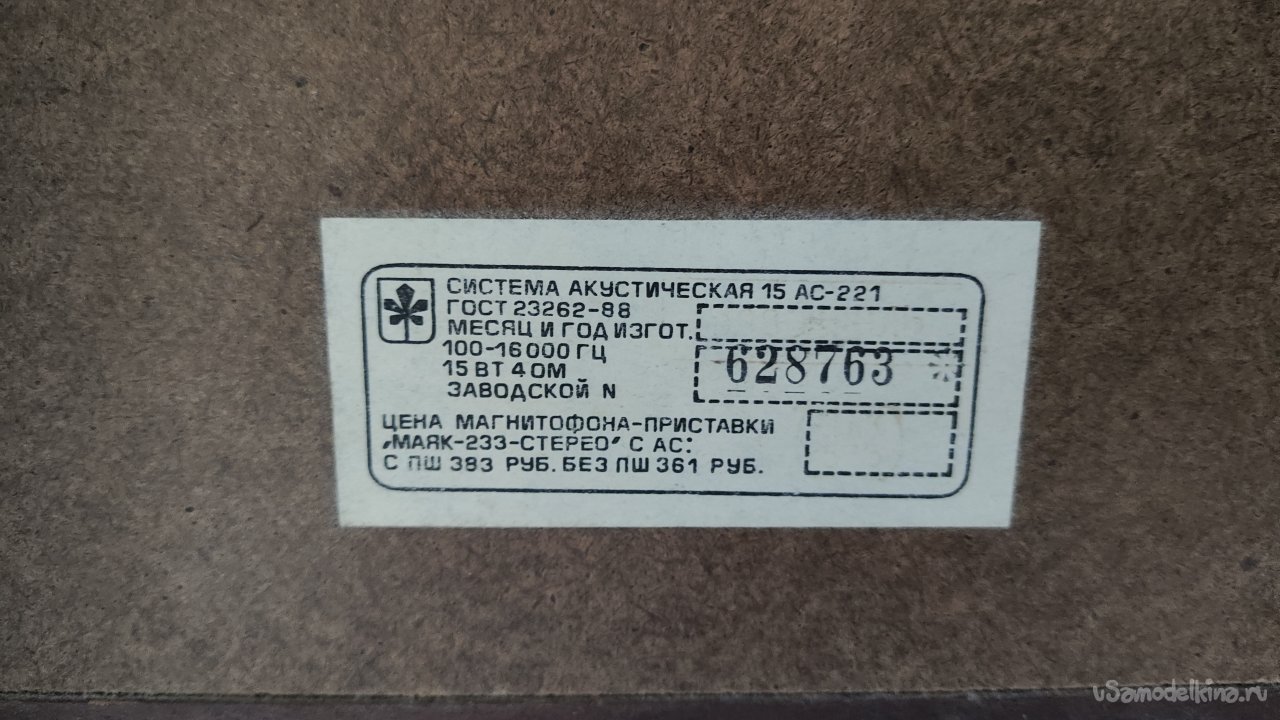 СИСТЕМА АКУСТИЧЕСКАЯ 15 АС-221
ГОСТ 23262-88
МЕСЯЦ И ГОД ИЗГОТ.
100-16000 ГЦ
15 ВТ 4 ОМ
ЗАВОДСКОЙ N 628763 *
ЦЕНА МАГНИТОФОНА-ПРИСТАВКИ
„МАЯК-233-СТЕРЕО" С АС:
С ПШ 383 РУБ. БЕЗ ПШ 361 РУБ.
uSamodelkina.ru